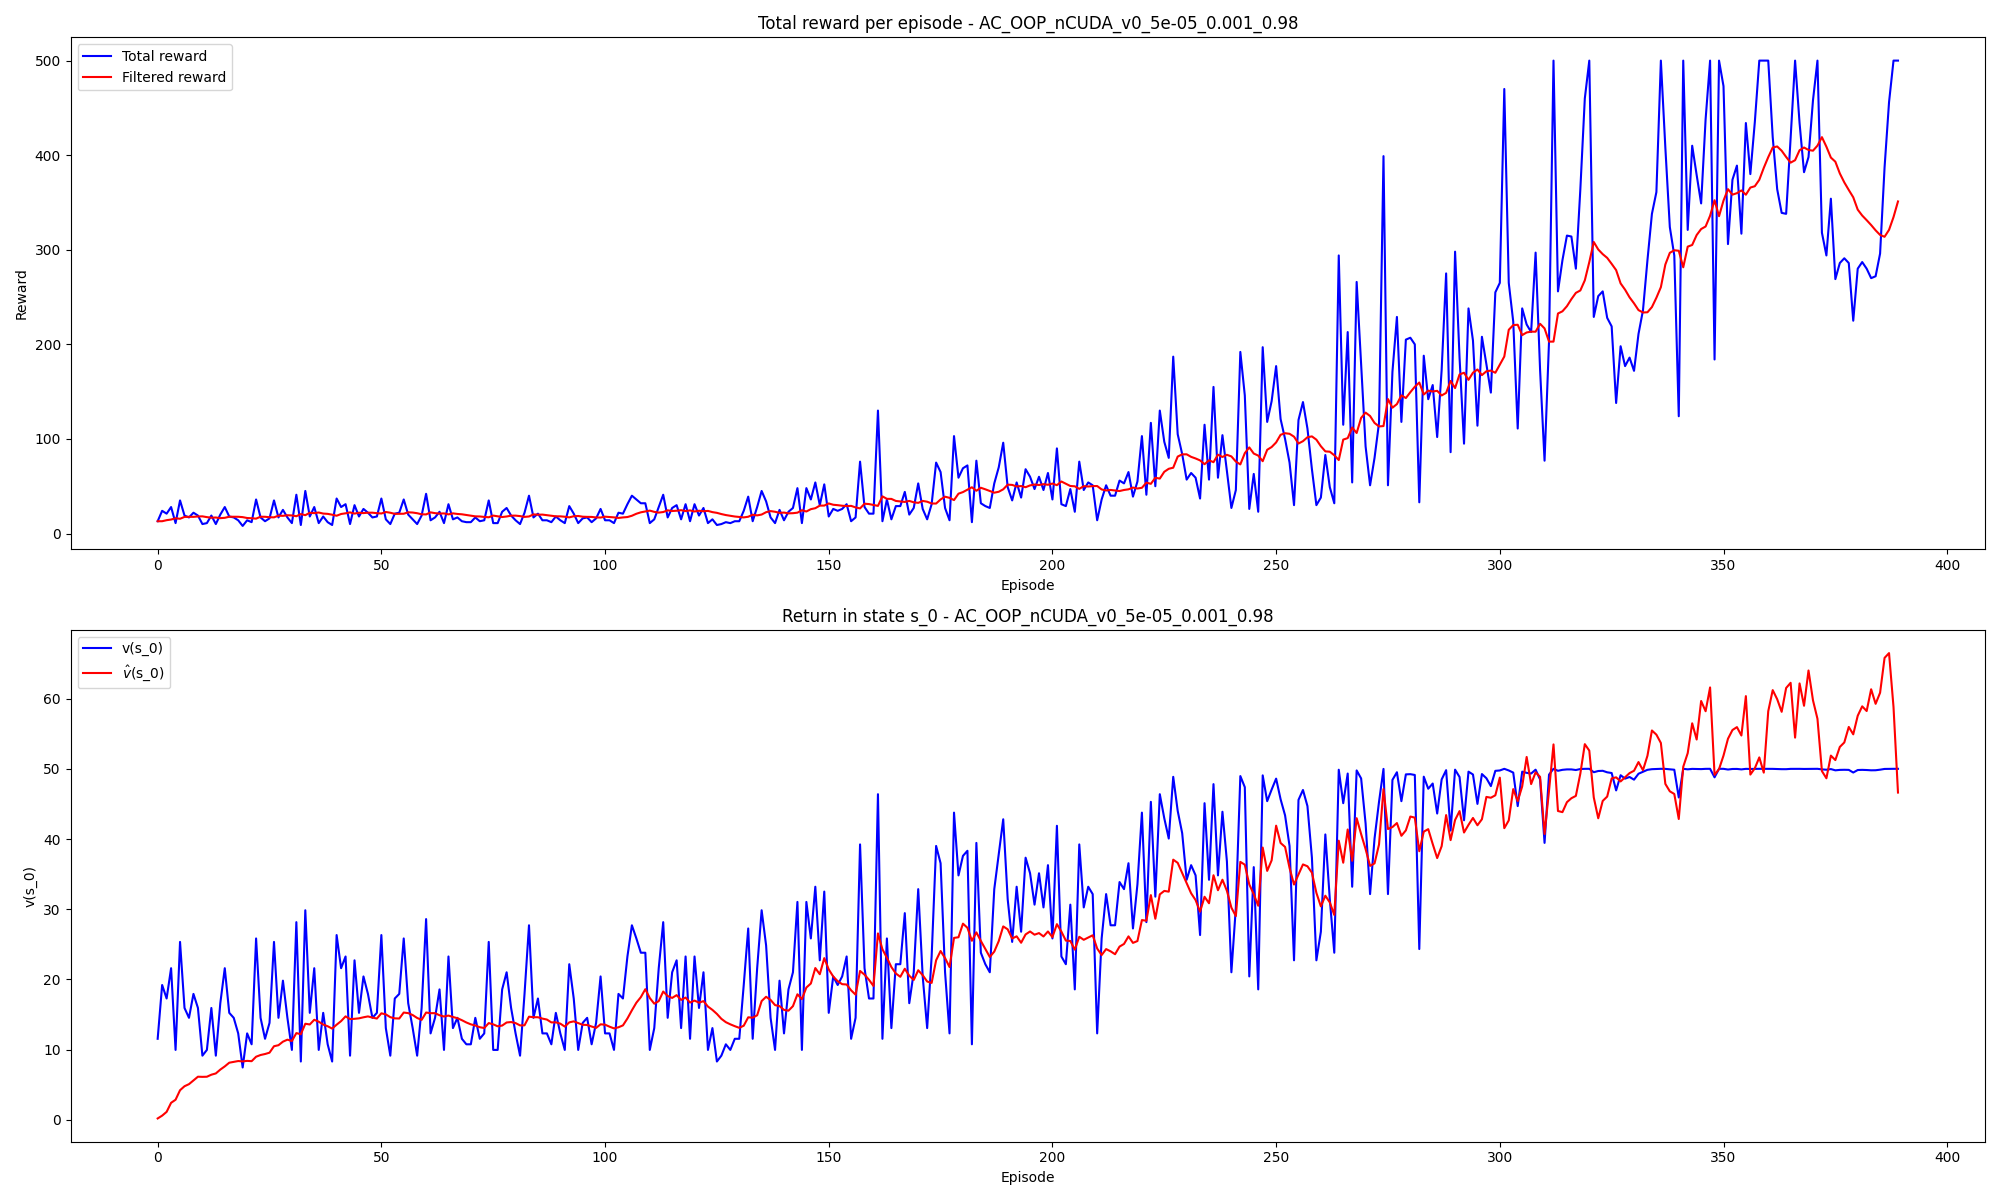 Total reward per episode - AC_OOP_nCUDA_v0_5e-05_0.001_0.98
Total reward
Filtered reward
500
400
300
200
100
0
Reward
0 50 100 150 200 250 300 350 400
Episode
Return in state s_0 - AC_OOP_nCUDA_v0_5e-05_0.001_0.98
v(s_0)
v̂(s_0)
60
50
40
30
20
10
0
v(s_0)
0 50 100 150 200 250 300 350 400
Episode